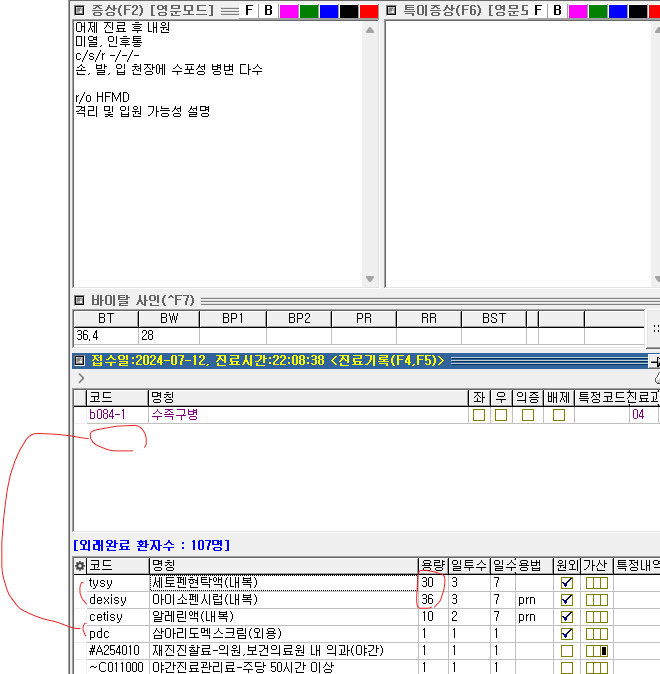 증상(F2) [영문모드] F B
특이증상(F6) [영문모 F B
어제 진료 후 내원
미열, 인후통
c/s/r -/-/-
손, 발, 입 천장에 수포성 병변 다수
r/o HFMD
격리 및 입원 가능성 설명
바이탈 사인(^F7)
BT BW BP1 BP2 PR RR BST
36.4 28
접수일:2024-07-12, 진료시간:22:08:38 <진료기록(F4,F5)>
코드 명칭 좌 우 의증 배제 특정코드 진료과
b084-1 수족구병 04
[외래완료 환자수 : 107명]
코드 명칭 용량 일투수 일수 용법 원외 가산 특정내역
tysy 세토펜현탁액(내복) 30 3 7
dexisy 아이소펜시럽(내복) 36 3 7 prn
cetisy 알레린액(내복) 10 2 7 prn
pdc 삼아리도멕스크림(외용) 1 1 1
#A254010 재진진찰료-의원,보건의료원 내 의과(야간) 1 1 1
~C011000 야간진료관리료-주당 50시간 이상 1 1 1